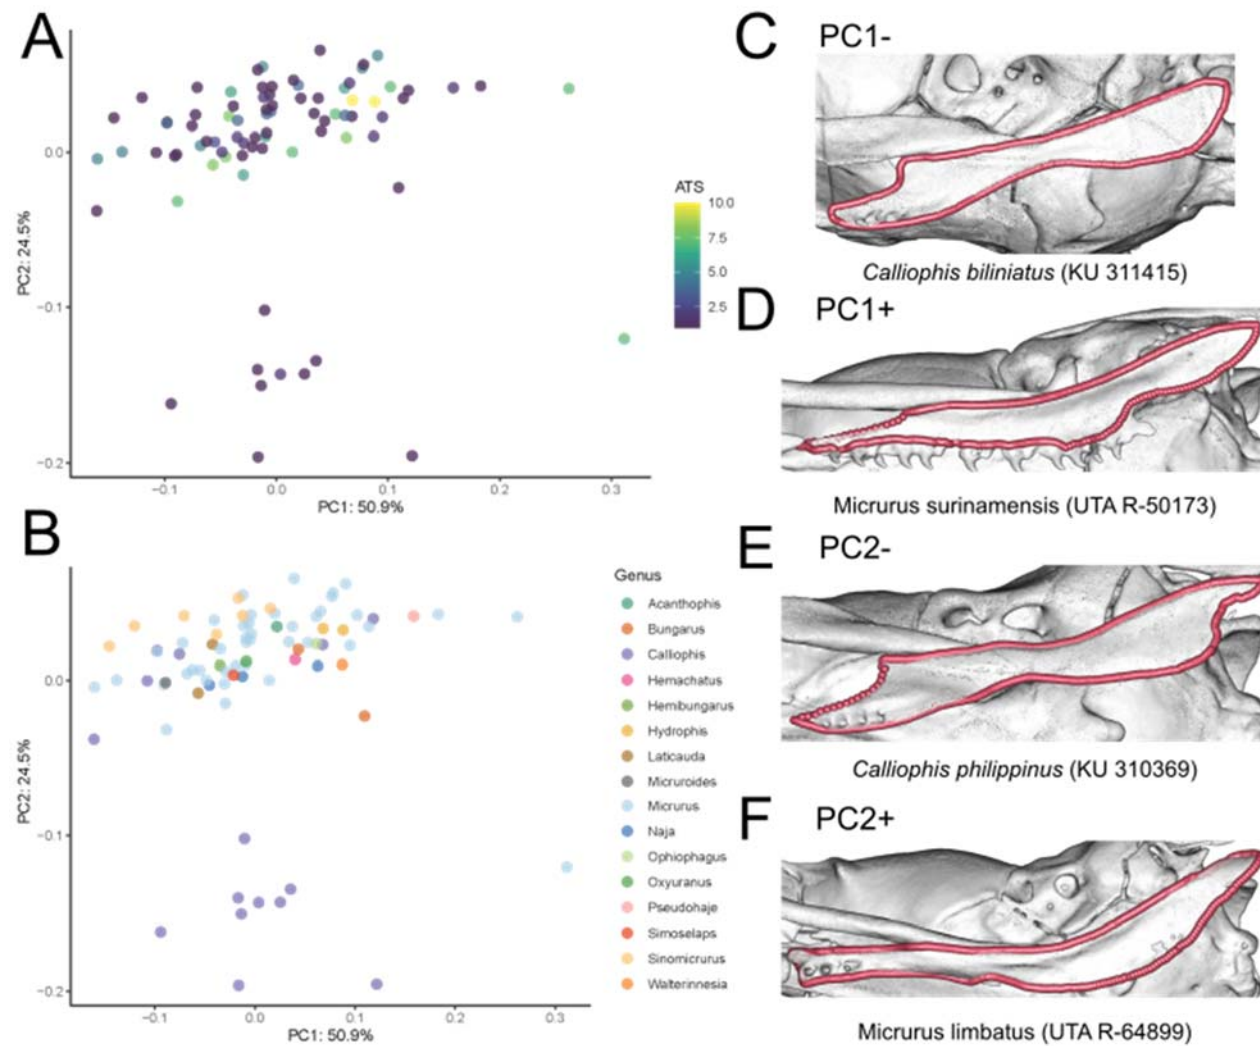 A
0.0
−0.1
−0.2
PC2: 24.5%
−0.1
0.0
0.1
0.2
0.3
PC1: 50.9%
ATS
10.0
7.5
5.0
2.5
B
0.0
−0.1
−0.2
PC2: 24.5%
−0.1
0.0
0.1
0.2
0.3
PC1: 50.9%
Genus
Acanthophis
Bungarus
Calliophis
Hemachatus
Hemibungarus
Hydrophis
Laticauda
Micruroides
Micrurus
Naja
Ophiophagus
Oxyuranus
Pseudohaje
Simoselaps
Sinomicrurus
Walterinnesia
C
PC1-
Calliophis biliniatus (KU 311415)
D
PC1+
Micrurus surinamensis (UTA R-50173)
E
PC2-
Calliophis philippinus (KU 310369)
F
PC2+
Micrurus limbatus (UTA R-64899)